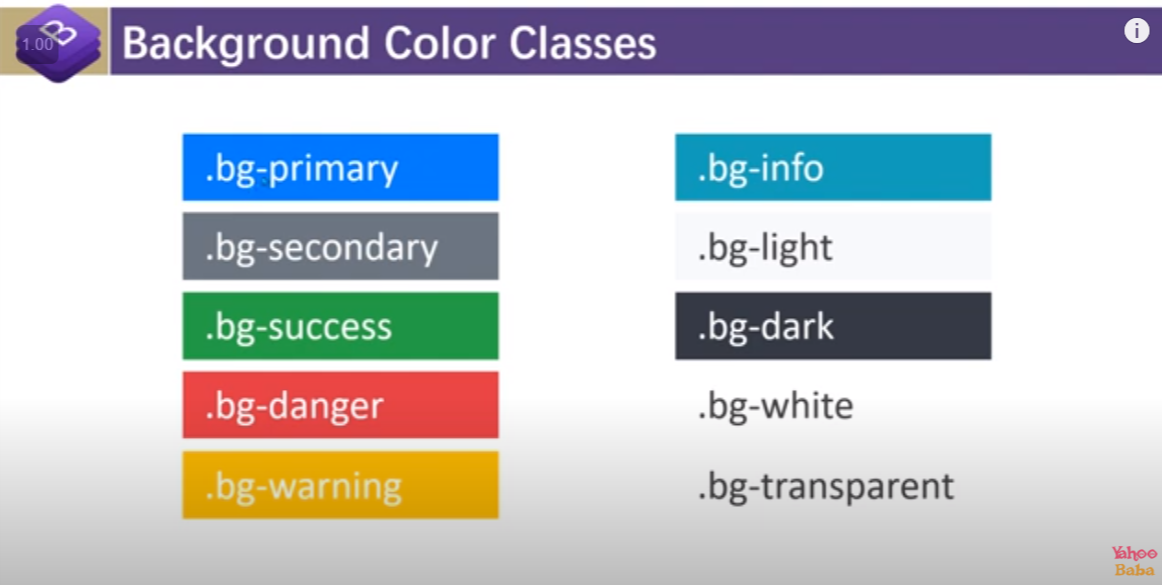 1.00
Background Color Classes
i
.bg-primary
.bg-secondary
.bg-success
.bg-danger
.bg-warning
.bg-info
.bg-light
.bg-dark
.bg-white
.bg-transparent
Yahoo
Baba